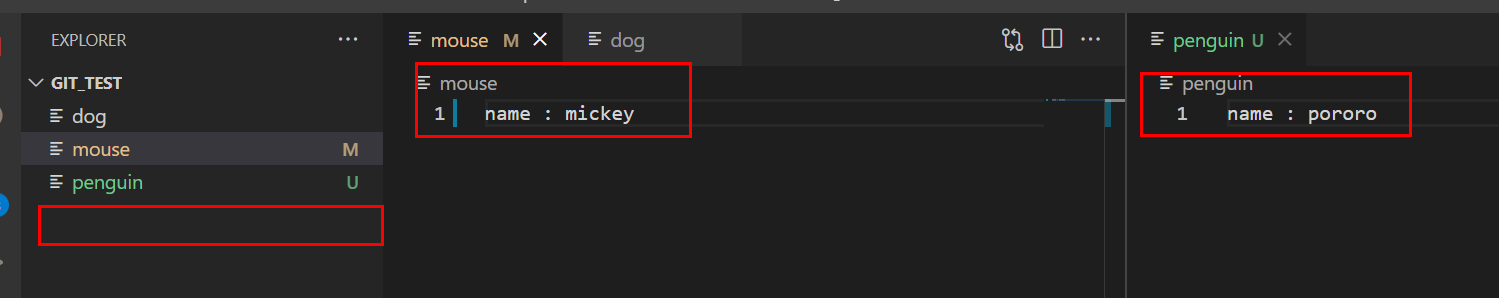 EXPLORER ...
GIT_TEST
dog
mouse M
penguin U
mouse M
dog
mouse
1 name : mickey
penguin U
penguin
1 name : pororo